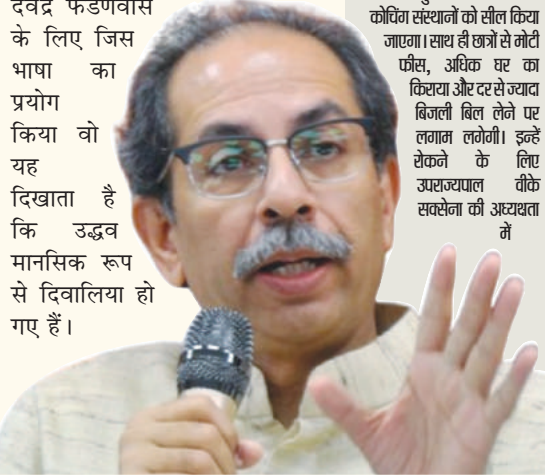 देवेंद्र फडणवीस
के लिए जिस
भाषा का
प्रयोग
किया वो
यह
दिखाता है
कि उद्धव
मानसिक रूप
से दिवालिया हो
गए हैं।
कोचिंग संस्थानों को सील किया
जाएगा। साथ ही छात्रों से मोटी
फीस, अधिक घर का
किराया और दर से ज्यादा
बिजली बिल लेने पर
लगाम लगेगी। इन्हें
रोकने के लिए
उपराज्यपाल वीके
सक्सेना की अध्यक्षता
में